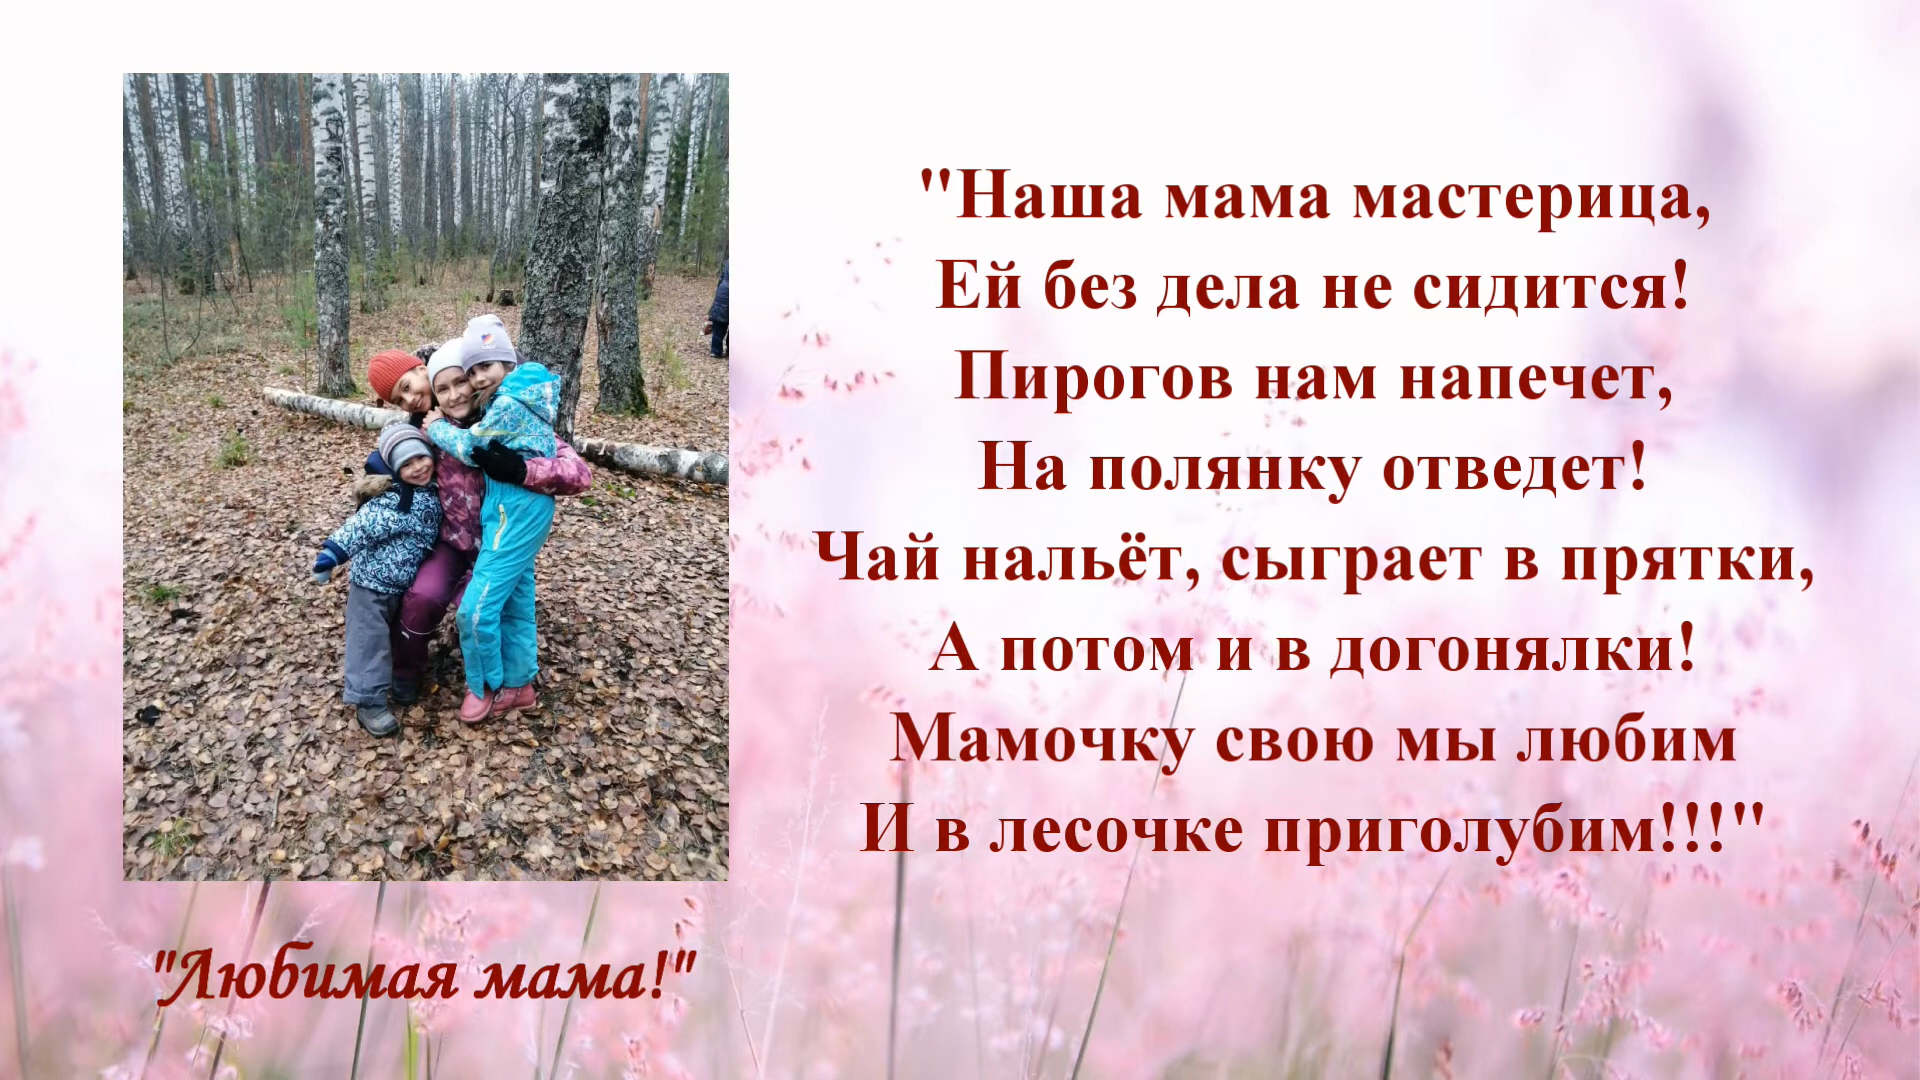 "Наша мама мастерица,
Ей без дела не сидится!
Пирогов нам напечет,
На полянку отведет!
Чай нальёт, сыграет в прятки,
А потом и в догонялки!
Мамочку свою мы любим
И в лесочке приголубим!!!"
"Любимая мама!"